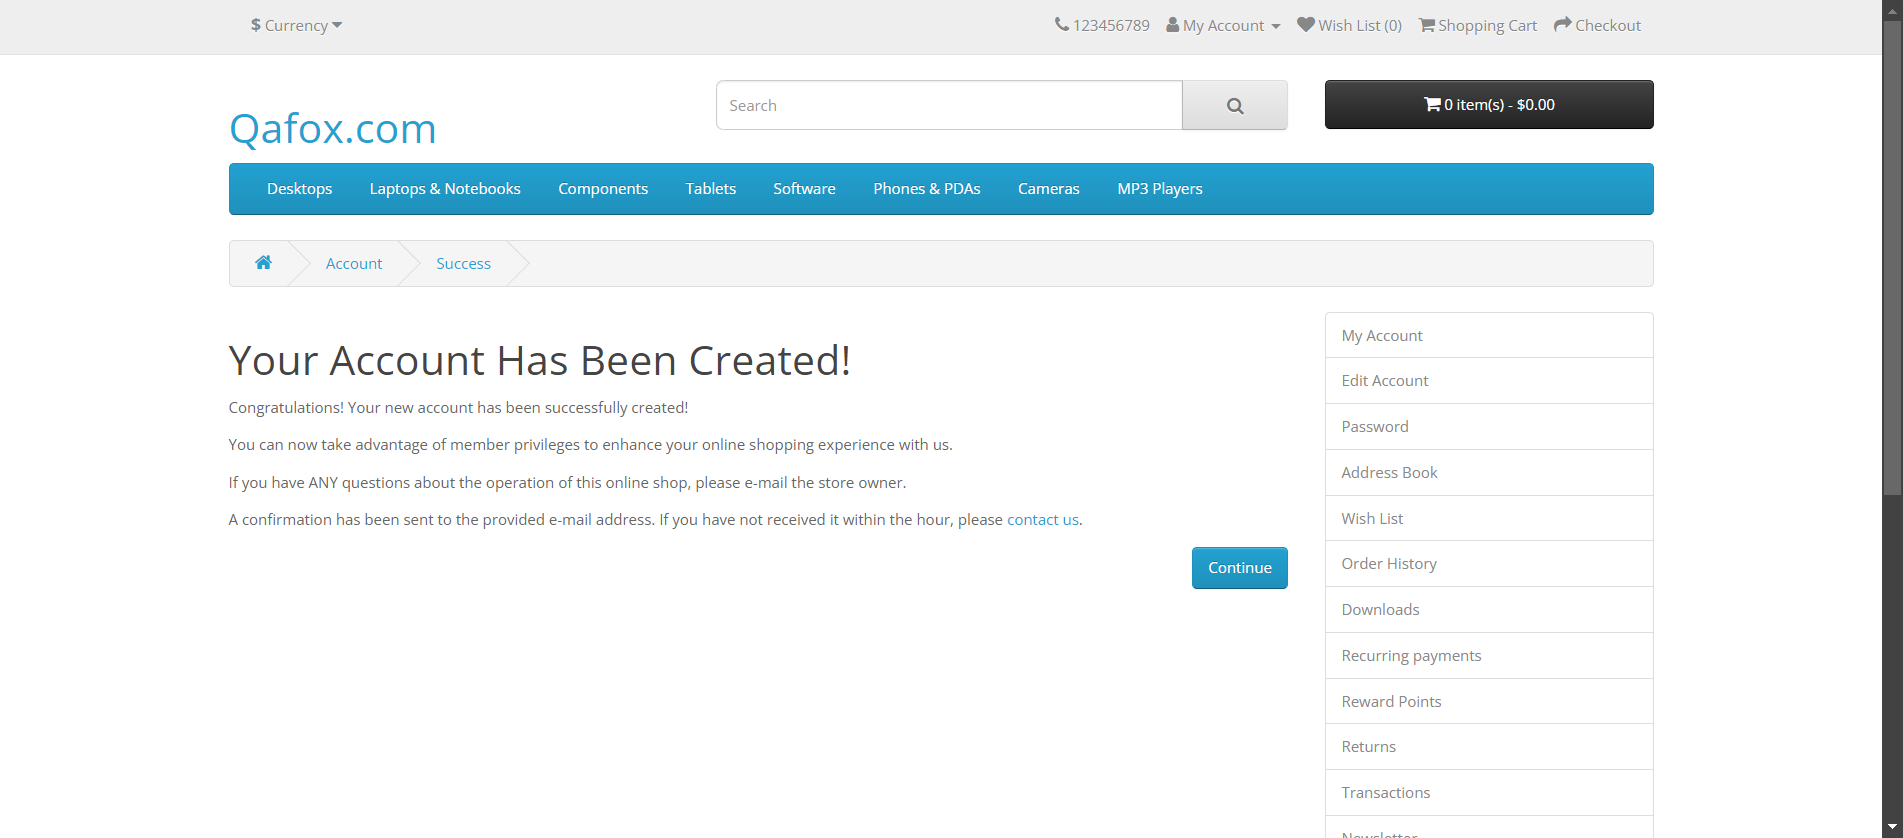 $ Currency
123456789 My Account Wish List (0) Shopping Cart Checkout
Qafox.com
Search
0 item(s) - $0.00
Desktops Laptops & Notebooks Components Tablets Software Phones & PDAs Cameras MP3 Players
Account Success
Your Account Has Been Created!
Congratulations! Your new account has been successfully created!
You can now take advantage of member privileges to enhance your online shopping experience with us.
If you have ANY questions about the operation of this online shop, please e-mail the store owner.
A confirmation has been sent to the provided e-mail address. If you have not received it within the hour, please contact us.
Continue
My Account
Edit Account
Password
Address Book
Wish List
Order History
Downloads
Recurring payments
Reward Points
Returns
Transactions
Newsletter